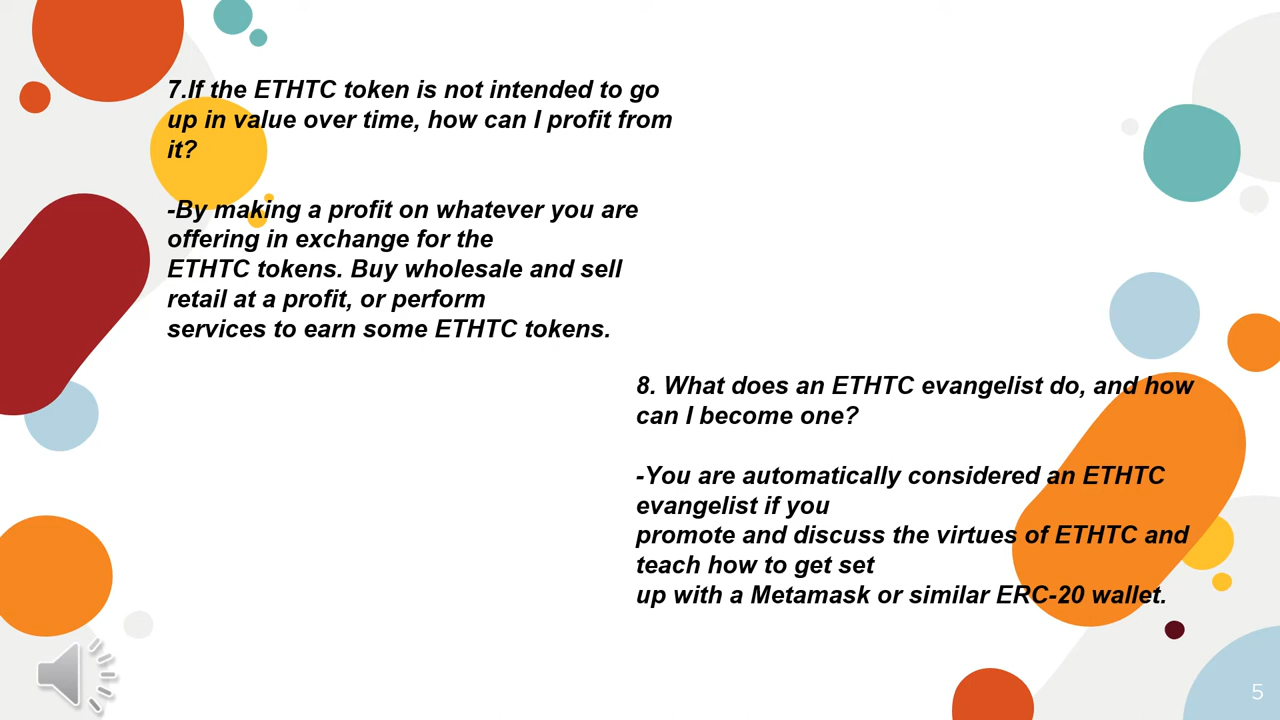 7.If the ETHTC token is not intended to go
up in value over time, how can I profit from
it?
-By making a profit on whatever you are
offering in exchange for the
ETHTC tokens. Buy wholesale and sell
retail at a profit, or perform
services to earn some ETHTC tokens.
8. What does an ETHTC evangelist do, and how
can I become one?
-You are automatically considered an ETHTC
evangelist if you
promote and discuss the virtues of ETHTC and
teach how to get set
up with a Metamask or similar ERC-20 wallet.
5